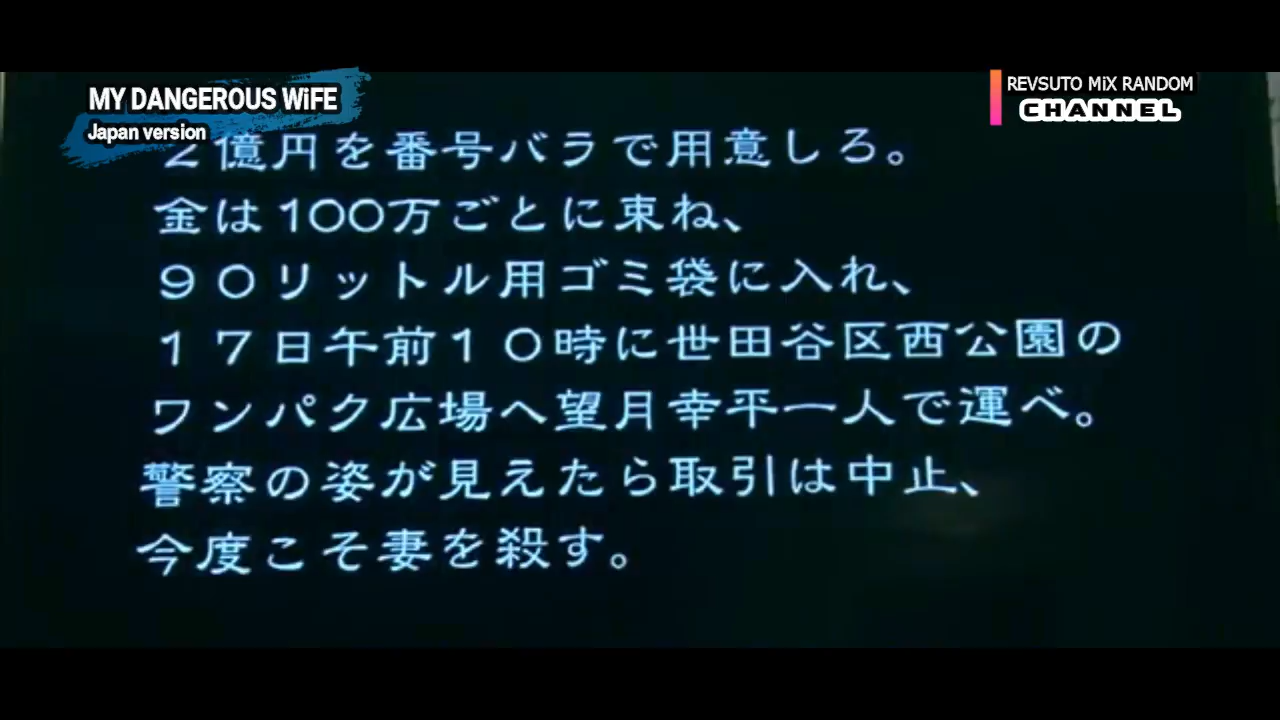 MY DANGEROUS WiFE
Japan version
REVSUTO MiX RANDOM
CHANNEL
2億円を番号バラで用意しろ。
金は100万ごとに束ね、
９０リットル用ゴミ袋に入れ、
１７日午前１０時に世田谷区西公園の
ワンパク広場へ望月幸平一人で運べ。
警察の姿が見えたら取引は中止、
今度こそ妻を殺す。